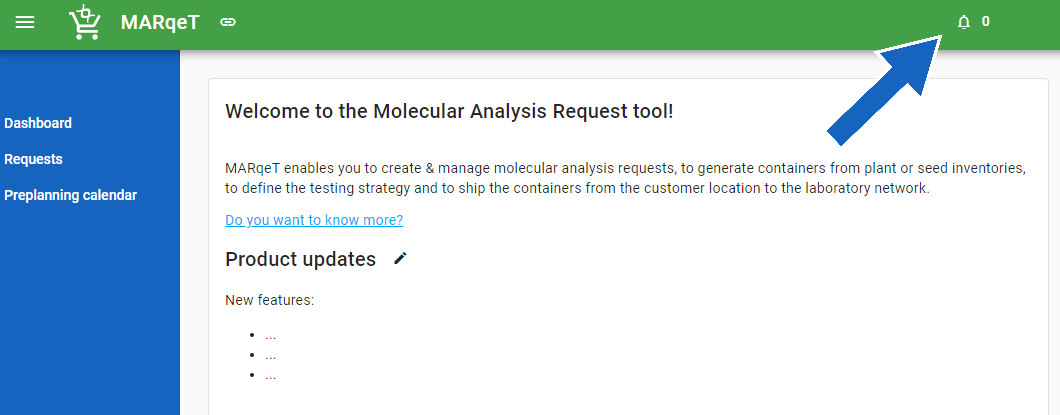 MARqeT
0
Dashboard
Requests
Preplanning calendar
Welcome to the Molecular Analysis Request tool!
MARqeT enables you to create & manage molecular analysis requests, to generate containers from plant or seed inventories,
to define the testing strategy and to ship the containers from the customer location to the laboratory network.
Do you want to know more?
Product updates
New features:
• ...
• ...
• ...